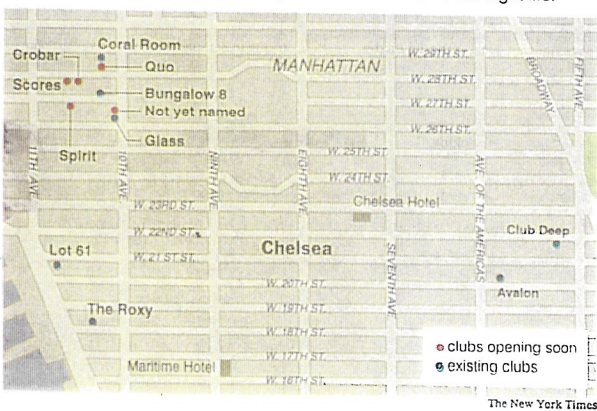 Coral Room
Crobar
Quo
MANHATTAN
W. 29TH ST.
BROADWAY
FIFTH AVE.
Scores
W. 28TH ST.
Bungalow 8
W. 27TH ST.
Not yet named
W. 26TH ST.
Glass
Spirit
W. 25TH ST.
11TH AVE.
10TH AVE.
NINTH AVE.
EIGHTH AVE.
AVE. OF THE AMERICAS
W. 24TH ST.
W. 23RD ST.
Chelsea Hotel
W. 22ND ST.
Club Deep
Lot 61
W. 21 ST ST.
Chelsea
SEVENTH AVE.
W. 20TH ST.
Avalon
The Roxy
W. 19TH ST.
W. 18TH ST.
clubs opening soon
W. 17TH ST.
Maritime Hotel
existing clubs
W. 16TH ST.
The New York Times